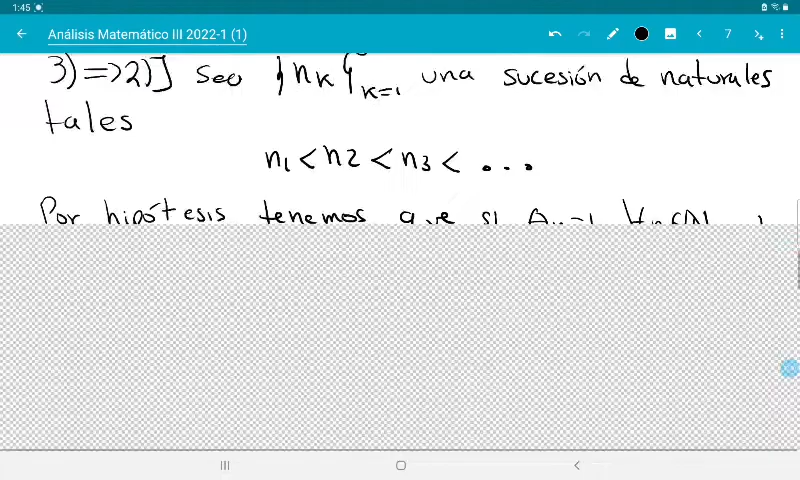 1:45
Análisis Matemático III 2022-1 (1)
7
3) => 2)] Sea {n_k}_{k=1} una sucesión de naturales
tales
n1 < n2 < n3 < ...
Por hipótesis tenemos que si